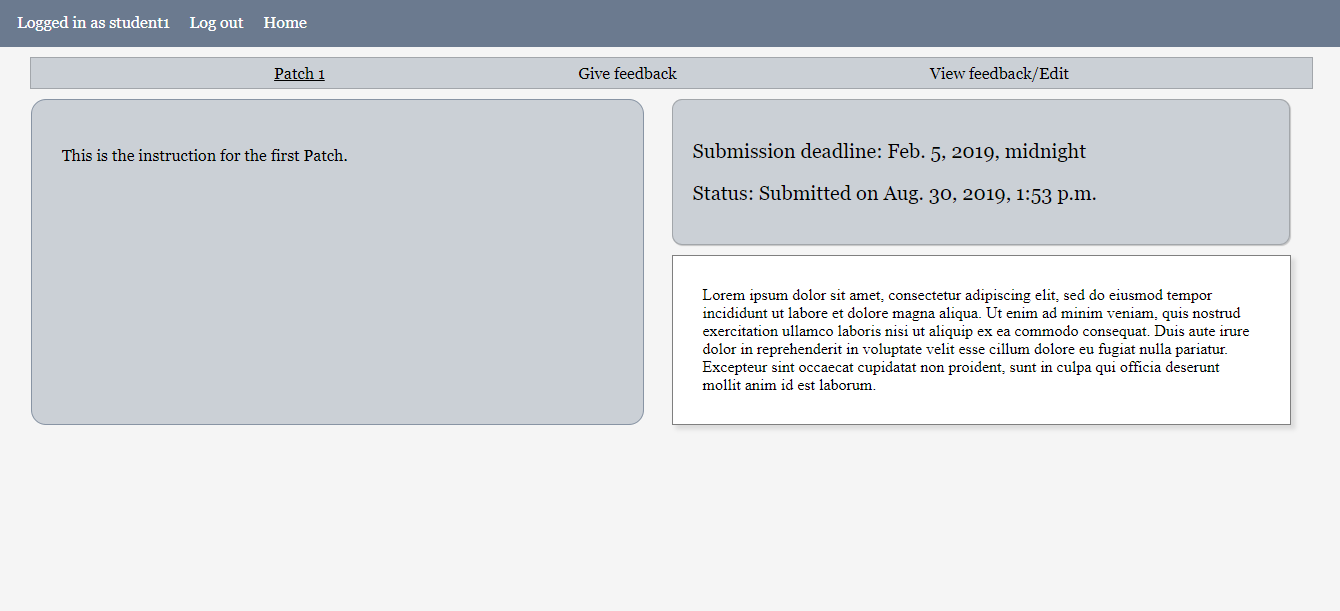 Logged in as student1 Log out Home
Patch 1 Give feedback View feedback/Edit
This is the instruction for the first Patch.
Submission deadline: Feb. 5, 2019, midnight
Status: Submitted on Aug. 30, 2019, 1:53 p.m.
Lorem ipsum dolor sit amet, consectetur adipiscing elit, sed do eiusmod tempor
incididunt ut labore et dolore magna aliqua. Ut enim ad minim veniam, quis nostrud
exercitation ullamco laboris nisi ut aliquip ex ea commodo consequat. Duis aute irure
dolor in reprehenderit in voluptate velit esse cillum dolore eu fugiat nulla pariatur.
Excepteur sint occaecat cupidatat non proident, sunt in culpa qui officia deserunt
mollit anim id est laborum.